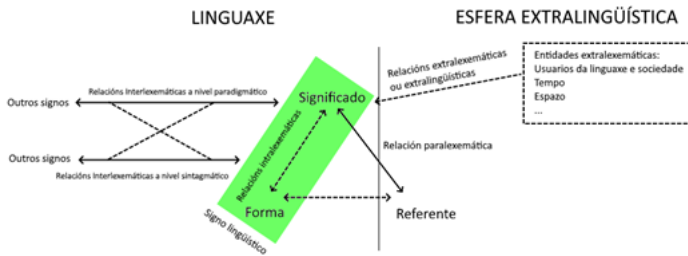 LINGUAXE
ESFERA EXTRALINGÜÍSTICA
Relacións extralexemáticas
ou extralingüísticas
Entidades extralexemáticas:
Usuarios da linguaxe e sociedade
Tempo
Espazo
...
Relacións Interlexemáticas a nivel paradigmático
Outros signos
Significado
Relacións intralexemáticas
Relación paralexemática
Outros signos
Relacións Interlexemáticas a nivel sintagmático
Forma
Referente
Signo lingüístico